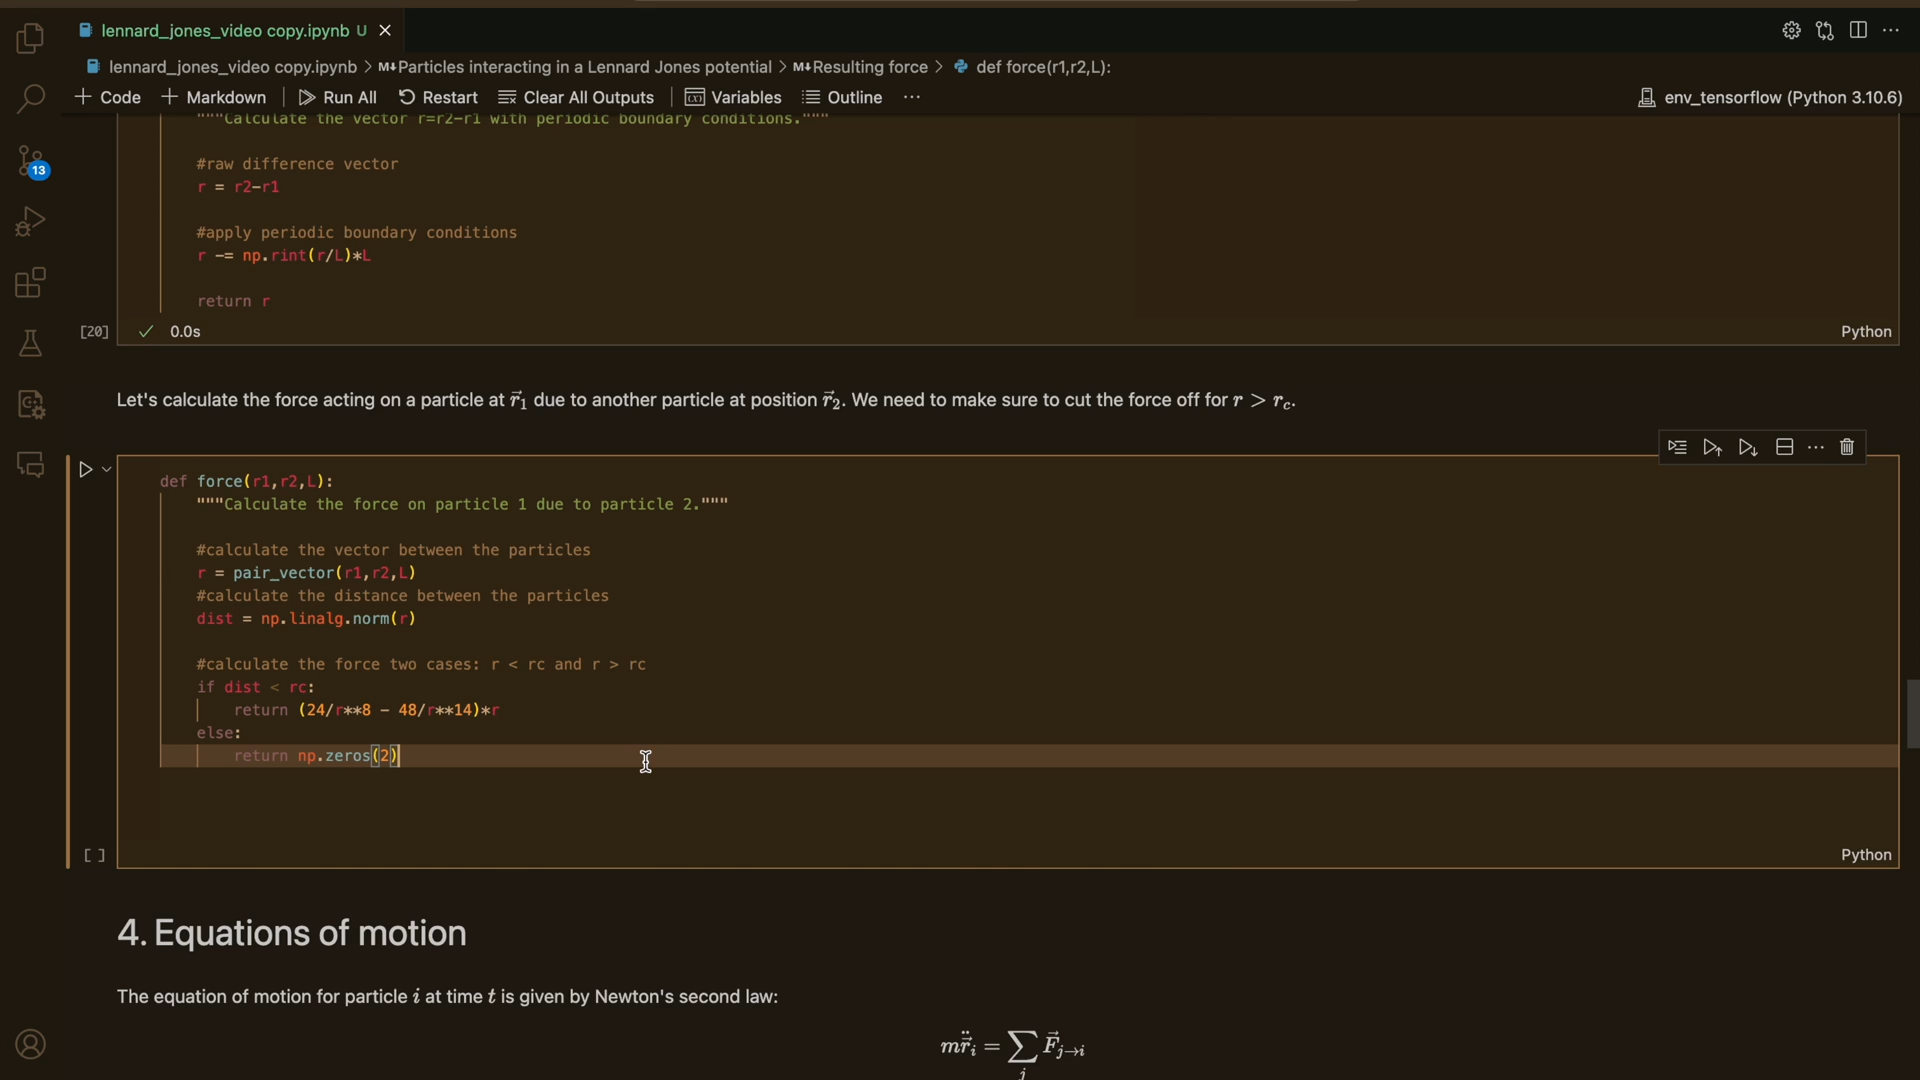 lennard_jones_video copy.ipynb U
lennard_jones_video copy.ipynb > M↓Particles interacting in a Lennard Jones potential > M↓Resulting force > def force(r1,r2,L):
+ Code + Markdown Run All Restart Clear All Outputs Variables Outline ··· env_tensorflow (Python 3.10.6)
"""Calculate the vector r=r2-r1 with periodic boundary conditions."""
#raw difference vector
r = r2-r1
13
#apply periodic boundary conditions
r -= np.rint(r/L)*L
return r
[20] ✓ 0.0s Python
Let's calculate the force acting on a particle at r⃗₁ due to another particle at position r⃗₂. We need to make sure to cut the force off for r > r_c.
def force(r1,r2,L):
"""Calculate the force on particle 1 due to particle 2."""
#calculate the vector between the particles
r = pair_vector(r1,r2,L)
#calculate the distance between the particles
dist = np.linalg.norm(r)
#calculate the force two cases: r < rc and r > rc
if dist < rc:
return (24/r**8 - 48/r**14)*r
else:
return np.zeros(2)
[ ] Python
4. Equations of motion
The equation of motion for particle i at time t is given by Newton's second law:
m r̈⃗ᵢ = ∑ F⃗ⱼ→ᵢ
j